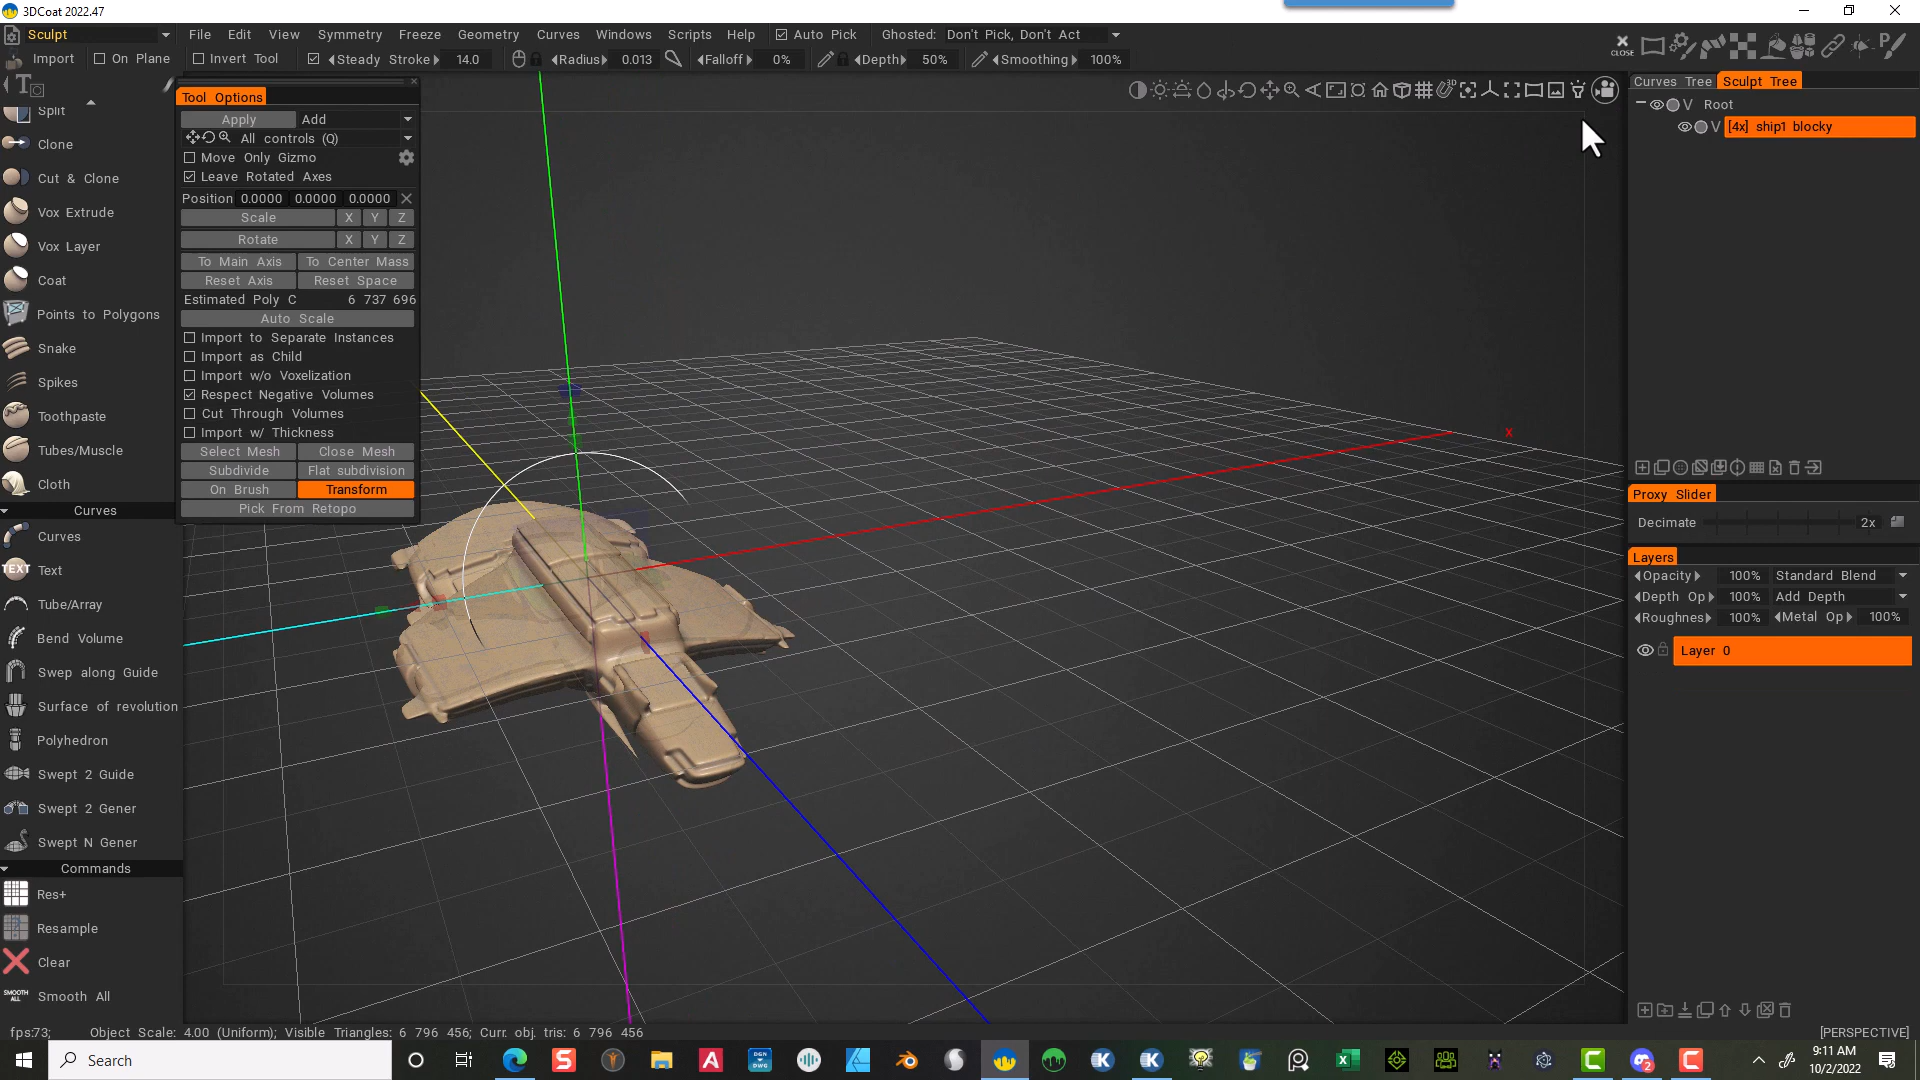 3DCoat 2022.47
Sculpt File Edit View Symmetry Freeze Geometry Curves Windows Scripts Help Auto Pick Ghosted: Don't Pick, Don't Act
Import On Plane Invert Tool Steady Stroke 14.0 Radius 0.013 Falloff 0% Depth 50% Smoothing 100%
CLOSE
Split
Clone
Cut & Clone
Vox Extrude
Vox Layer
Coat
Points to Polygons
Snake
Spikes
Toothpaste
Tubes/Muscle
Cloth
Curves
Curves
TEXT Text
Tube/Array
Bend Volume
Swep along Guide
Surface of revolution
Polyhedron
Swept 2 Guide
Swept 2 Gener
Swept N Gener
Commands
Res+
Resample
Clear
SMOOTH ALL Smooth All
Tool Options
Apply Add
All controls (Q)
Move Only Gizmo
Leave Rotated Axes
Position 0.0000 0.0000 0.0000
Scale X Y Z
Rotate X Y Z
To Main Axis To Center Mass
Reset Axis Reset Space
Estimated Poly C 6 737 696
Auto Scale
Import to Separate Instances
Import as Child
Import w/o Voxelization
Respect Negative Volumes
Cut Through Volumes
Import w/ Thickness
Select Mesh Close Mesh
Subdivide Flat subdivision
On Brush Transform
Pick From Retopo
x
Curves Tree Sculpt Tree
V Root
V [4x] ship1 blocky
Proxy Slider
Decimate 2x
Layers
Opacity 100% Standard Blend
Depth Op 100% Add Depth
Roughness 100% Metal Op 100%
Layer 0
fps:73; Object Scale: 4.00 (Uniform); Visible Triangles: 6 796 456; Curr. obj. tris: 6 796 456
[PERSPECTIVE]
Search
9:11 AM
10/2/2022